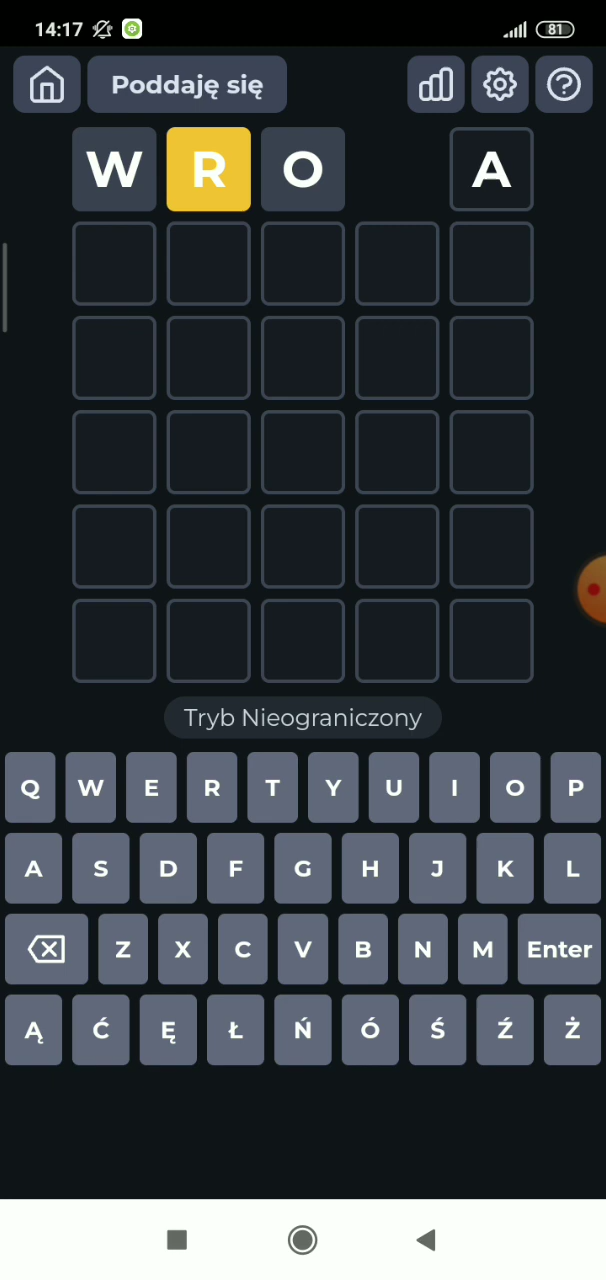 14:17 81
Poddaję się
W R O A
Tryb Nieograniczony
Q W E R T Y U I O P
A S D F G H J K L
Z X C V B N M Enter
Ą Ć Ę Ł Ń Ó Ś Ź Ż